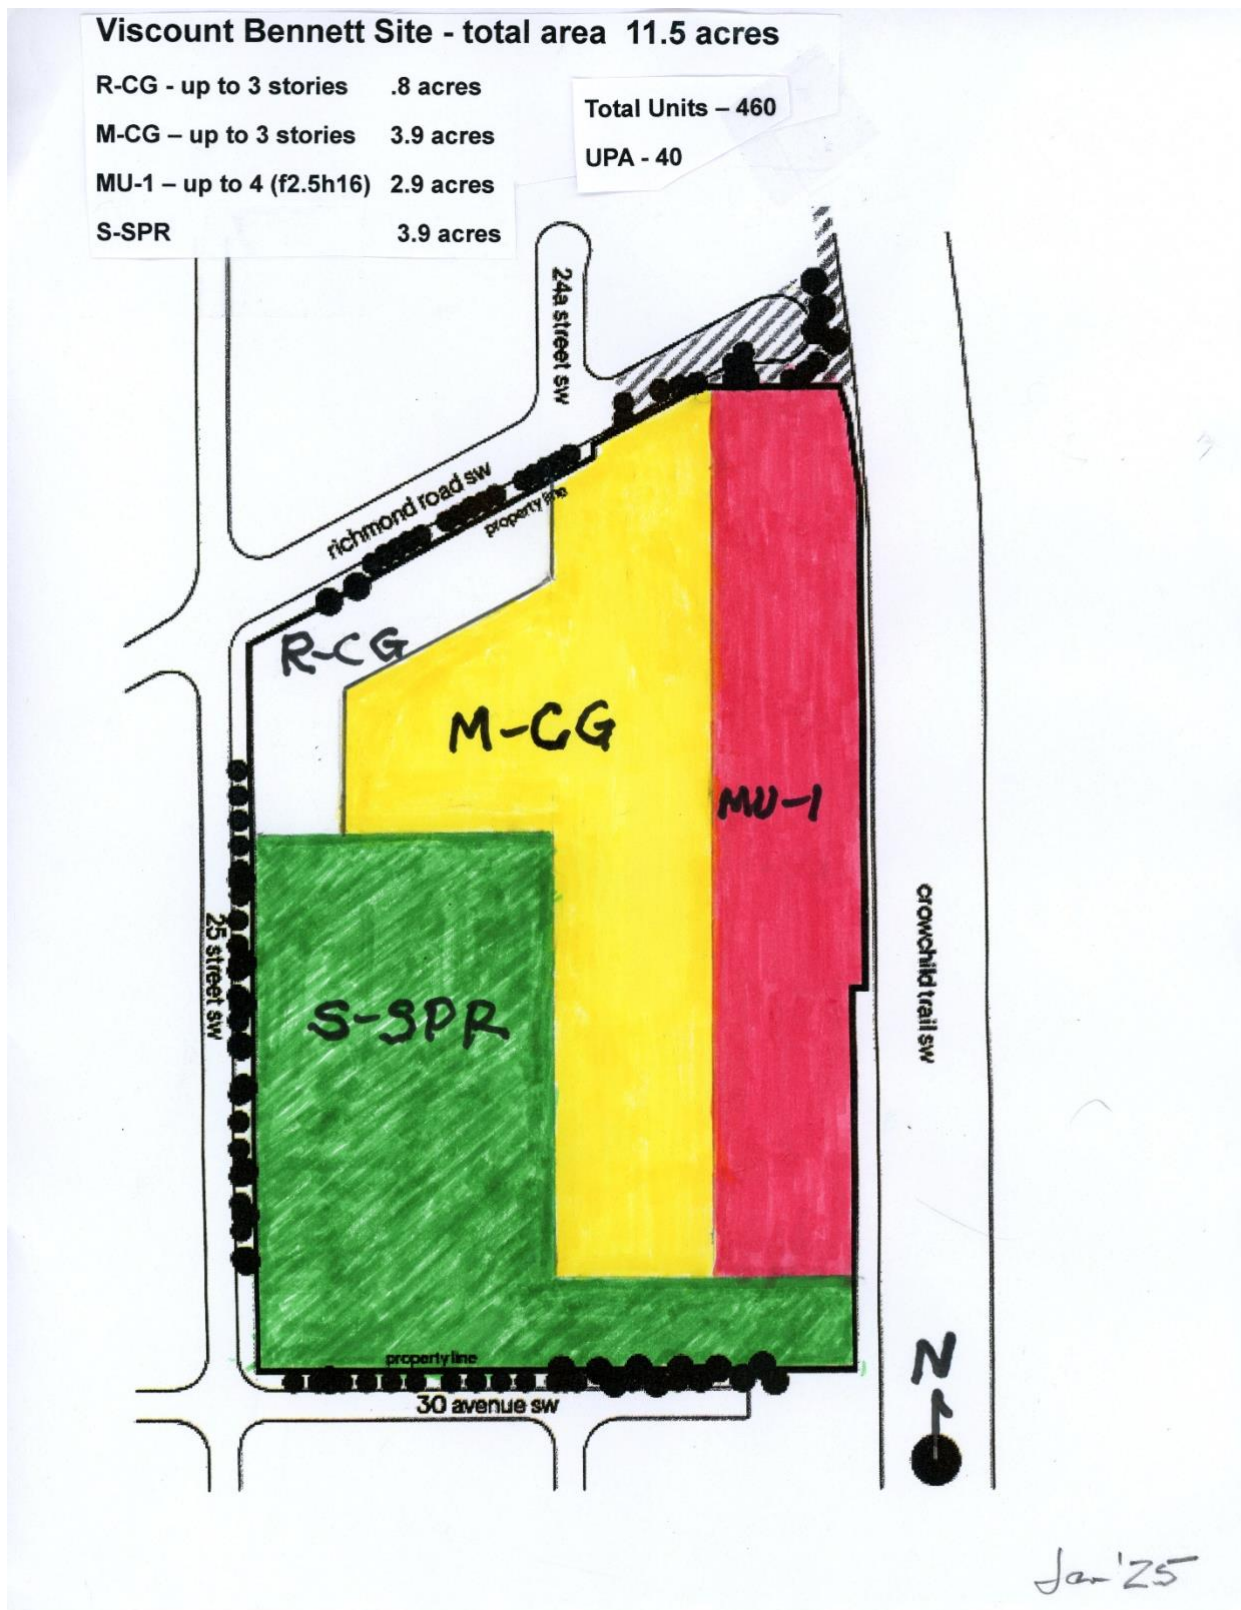 Viscount Bennett Site - total area 11.5 acres
R-CG - up to 3 stories .8 acres
M-CG – up to 3 stories 3.9 acres
MU-1 – up to 4 (f2.5h16) 2.9 acres
S-SPR 3.9 acres
Total Units – 460
UPA - 40
24a street sw
richmond road sw
property line
R-CG
M-CG
MU-1
S-SPR
25 street sw
crowchild trail sw
property line
30 avenue sw
N
Jan '25